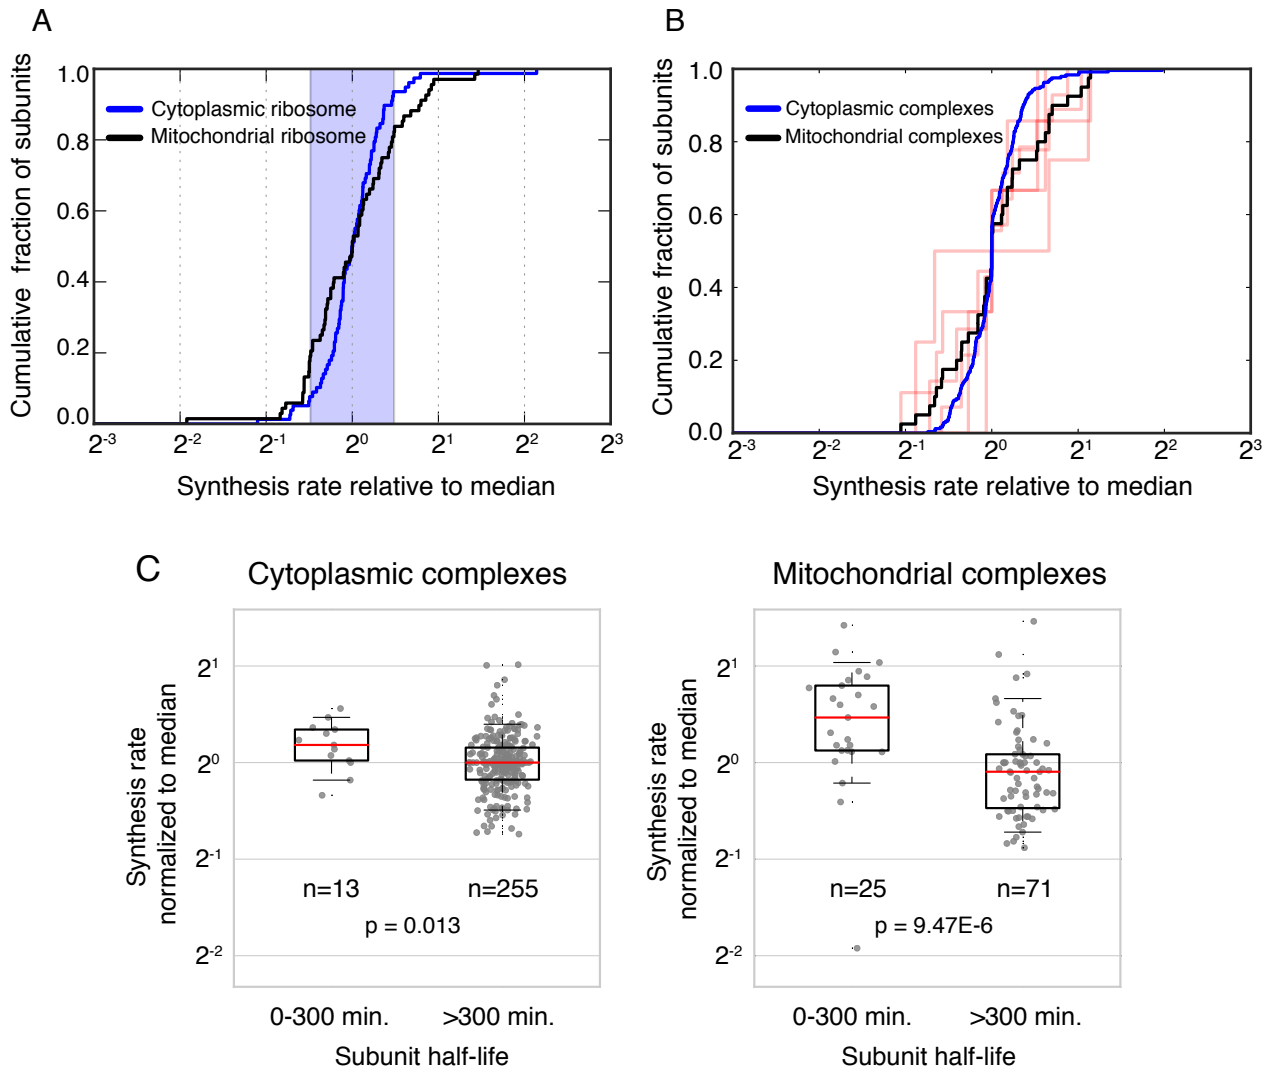 A
B
Cumulative fraction of subunits
1.0
0.8
0.6
0.4
0.2
0.0
Cytoplasmic ribosome
Mitochondrial ribosome
2-3
2-2
2-1
20
21
22
23
Synthesis rate relative to median
Cumulative fraction of subunits
1.0
0.8
0.6
0.4
0.2
0.0
Cytoplasmic complexes
Mitochondrial complexes
2-3
2-2
2-1
20
21
22
23
Synthesis rate relative to median
C
Cytoplasmic complexes
Synthesis rate
normalized to median
21
20
2-1
2-2
n=13
n=255
p = 0.013
0-300 min.
>300 min.
Subunit half-life
Mitochondrial complexes
Synthesis rate
normalized to median
21
20
2-1
2-2
n=25
n=71
p = 9.47E-6
0-300 min.
>300 min.
Subunit half-life